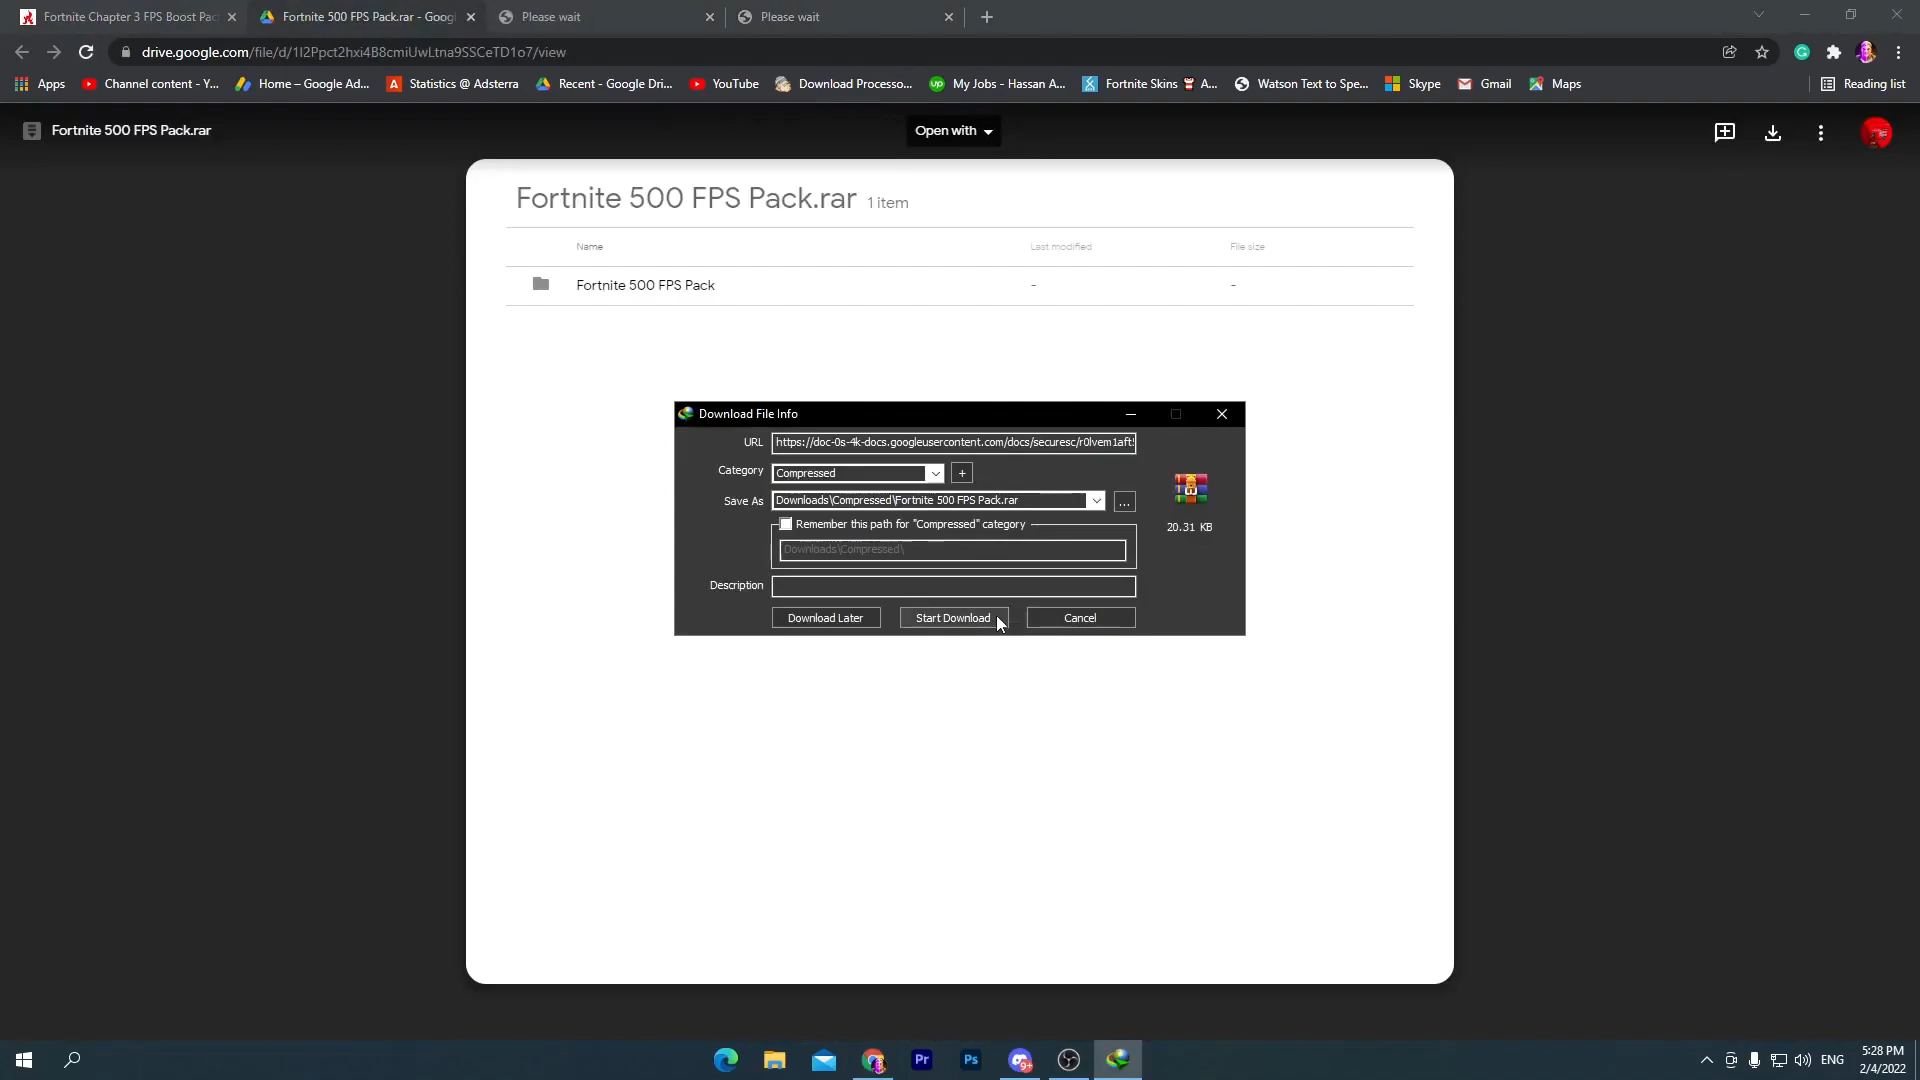 Fortnite Chapter 3 FPS Boost Pac
Fortnite 500 FPS Pack.rar - Goog
Please wait
Please wait
drive.google.com/file/d/1I2Ppct2hxi4B8cmiUwLtna9SSCeTD1o7/view
Apps
Channel content - Y...
Home – Google Ad...
Statistics @ Adsterra
Recent - Google Dri...
YouTube
Download Processo...
My Jobs - Hassan A...
Fortnite Skins A...
Watson Text to Spe...
Skype
Gmail
Maps
Reading list
Fortnite 500 FPS Pack.rar
Open with
Fortnite 500 FPS Pack.rar 1 item
Name Last modified File size
Fortnite 500 FPS Pack - -
Download File Info
URL https://doc-0s-4k-docs.googleusercontent.com/docs/securesc/r0lvem1aft
Category Compressed +
Save As Downloads\Compressed\Fortnite 500 FPS Pack.rar ...
Remember this path for "Compressed" category
20.31 KB
Downloads\Compressed\
Description
Download Later Start Download Cancel
Pr
Ps
9+
ENG
5:28 PM
2/4/2022